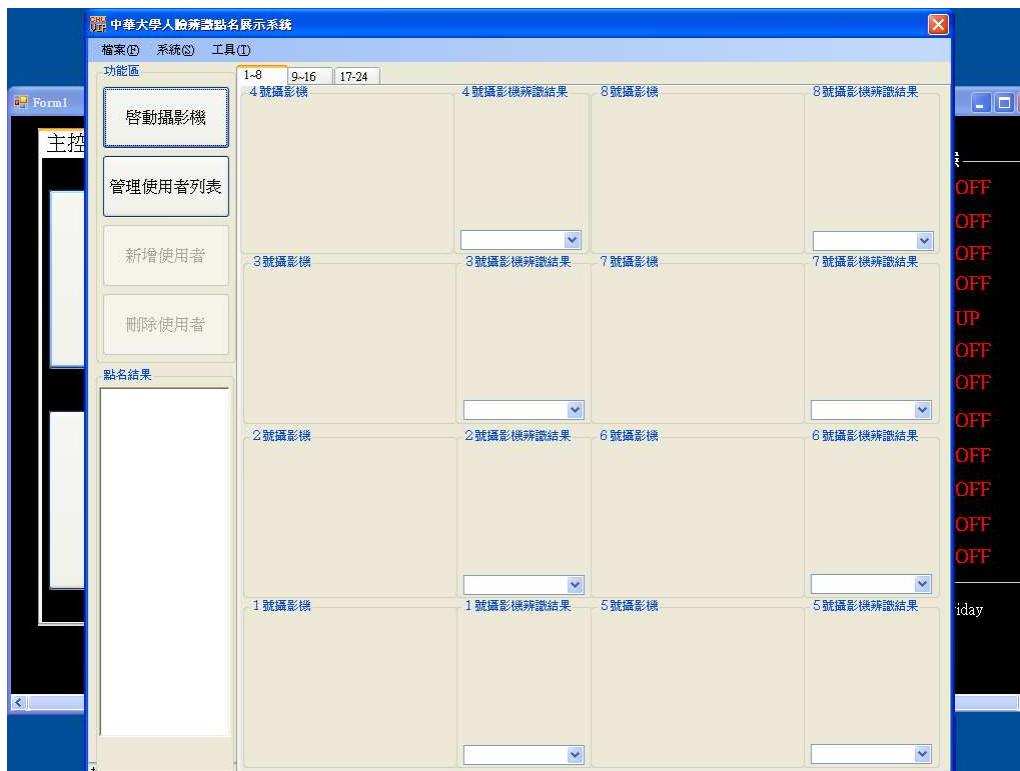 中華大學人臉辨識點名展示系統
檔案(F) 系統(S) 工具(T)
功能區
啓動攝影機
管理使用者列表
新增使用者
刪除使用者
點名結果
1~8 9~16 17-24
4號攝影機 4號攝影機辨識結果 8號攝影機 8號攝影機辨識結果
3號攝影機 3號攝影機辨識結果 7號攝影機 7號攝影機辨識結果
2號攝影機 2號攝影機辨識結果 6號攝影機 6號攝影機辨識結果
1號攝影機 1號攝影機辨識結果 5號攝影機 5號攝影機辨識結果
Form1
主控
OFF
OFF
OFF
OFF
UP
OFF
OFF
OFF
OFF
OFF
OFF
OFF
iday